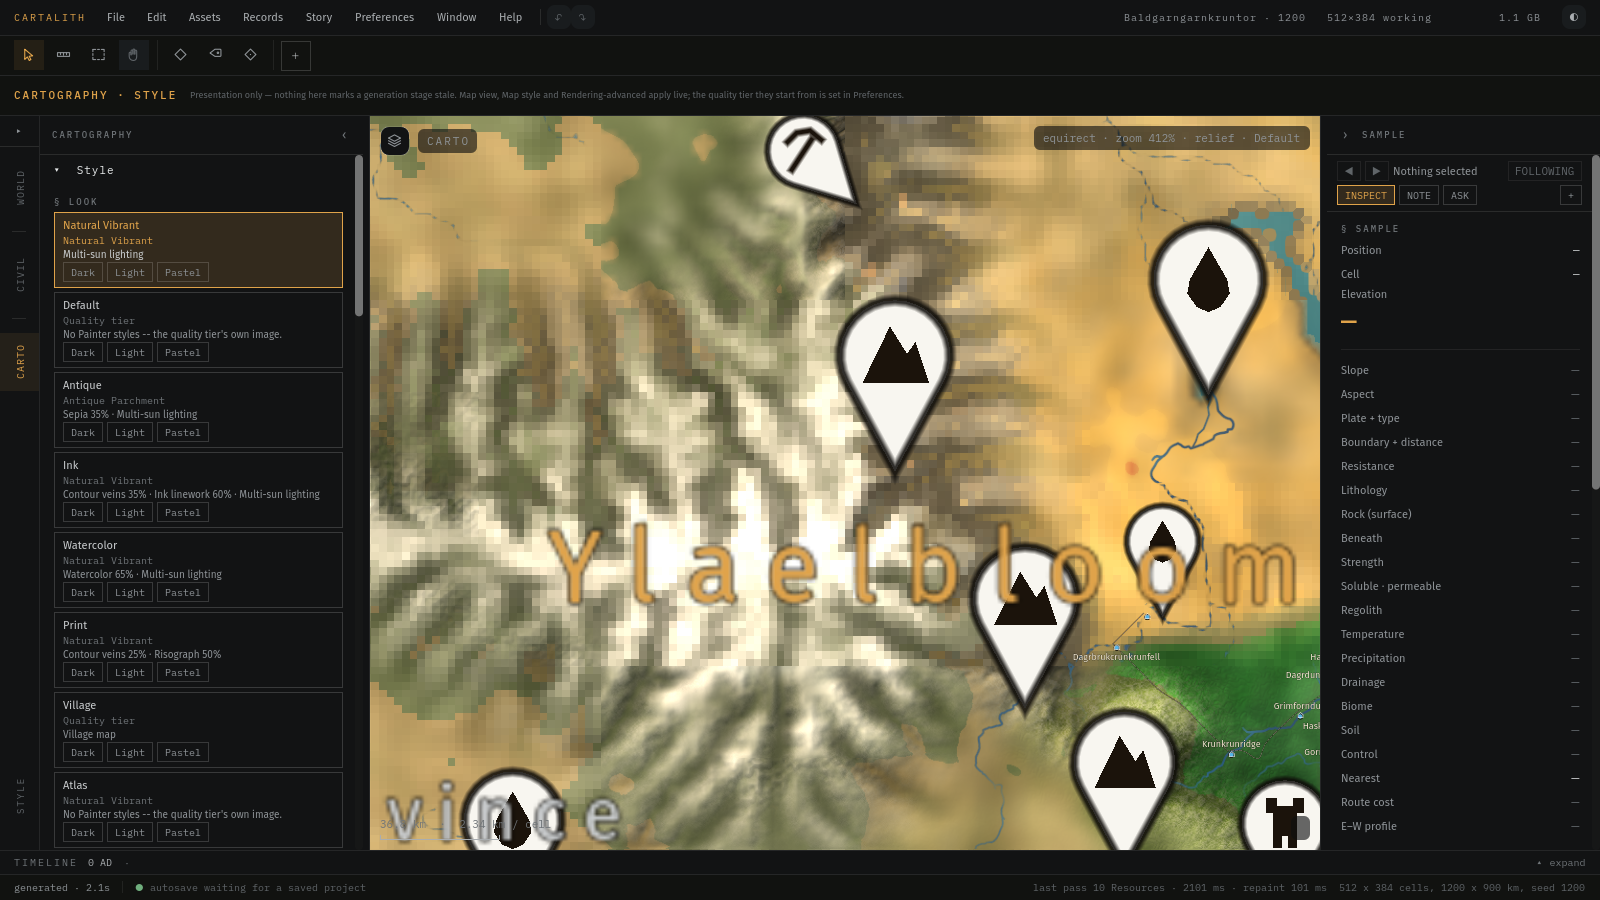 CARTALITH File Edit Assets Records Story Preferences Window Help
Baldgarngarnkruntor · 1200 512×384 working 1.1 GB
CARTOGRAPHY · STYLE Presentation only — nothing here marks a generation stage stale. Map view, Map style and Rendering-advanced apply live; the quality tier they start from is set in Preferences.
WORLD
CIVIL
CARTO
STYLE
CARTOGRAPHY
Style
§ LOOK
Natural Vibrant
Natural Vibrant
Multi-sun lighting
Dark Light Pastel
Default
Quality tier
No Painter styles -- the quality tier's own image.
Dark Light Pastel
Antique
Antique Parchment
Sepia 35% · Multi-sun lighting
Dark Light Pastel
Ink
Natural Vibrant
Contour veins 35% · Ink linework 60% · Multi-sun lighting
Dark Light Pastel
Watercolor
Natural Vibrant
Watercolor 65% · Multi-sun lighting
Dark Light Pastel
Print
Natural Vibrant
Contour veins 25% · Risograph 50%
Dark Light Pastel
Village
Quality tier
Village map
Dark Light Pastel
Atlas
Natural Vibrant
No Painter styles -- the quality tier's own image.
Dark Light Pastel
CARTO
equirect · zoom 412% · relief · Default
Ylaelbloom
Dagrbrukcrunkrunfell
Krunkrunridge
vince
SAMPLE
Nothing selected FOLLOWING
INSPECT NOTE ASK +
§ SAMPLE
Position —
Cell —
Elevation
—
Slope —
Aspect —
Plate + type —
Boundary + distance —
Resistance —
Lithology —
Rock (surface) —
Beneath —
Strength —
Soluble · permeable —
Regolith —
Temperature —
Precipitation —
Drainage —
Biome —
Soil —
Control —
Nearest —
Route cost —
E–W profile —
TIMELINE 0 AD ·
expand
generated · 2.1s autosave waiting for a saved project
last pass 10 Resources · 2101 ms · repaint 101 ms 512 x 384 cells, 1200 x 900 km, seed 1200